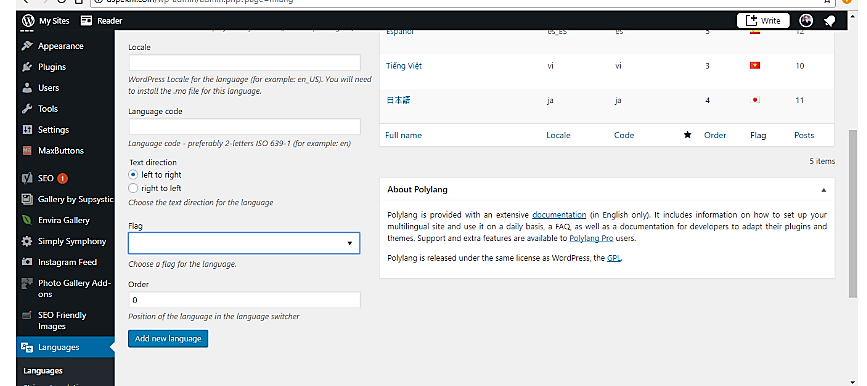 My Sites Reader Write
Appearance
Plugins
Users
Tools
Settings
MaxButtons
SEO 1
Gallery by Supsystic
Envira Gallery
Simply Symphony
Instagram Feed
Photo Gallery Add-
ons
SEO Friendly
Images
Languages
Languages
Locale
WordPress Locale for the language (for example: en_US). You will need
to install the .mo file for this language.
Language code
Language code - preferably 2-letters ISO 639-1 (for example: en)
Text direction
left to right
right to left
Choose the text direction for the language
Flag
Choose a flag for the language.
Order
0
Position of the language in the language switcher
Add new language
Español es_ES es 5 12
Tiếng Việt vi vi 3 10
日本語 ja ja 4 11
Full name Locale Code Order Flag Posts
5 items
About Polylang
Polylang is provided with an extensive documentation (in English only). It includes information on how to set up your
multilingual site and use it on a daily basis, a FAQ, as well as a documentation for developers to adapt their plugins and
themes. Support and extra features are available to Polylang Pro users.
Polylang is released under the same license as WordPress, the GPL.